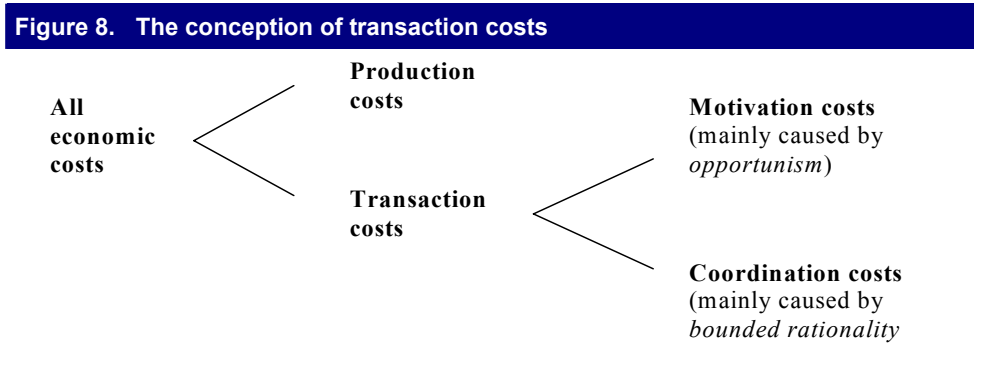 Figure 8. The conception of transaction costs
Production
costs
All
economic
costs
Motivation costs
(mainly caused by
opportunism)
Transaction
costs
Coordination costs
(mainly caused by
bounded rationality